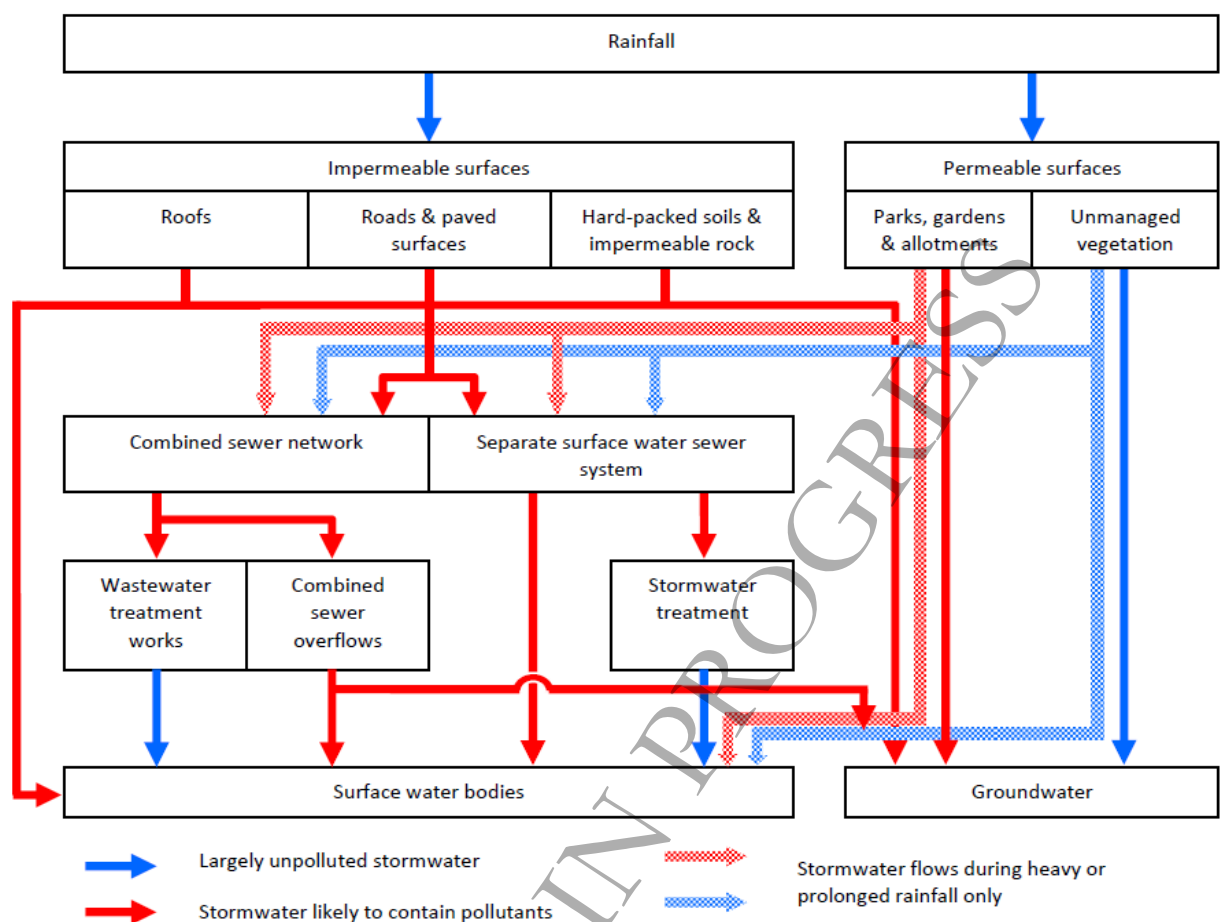 Rainfall
Impermeable surfaces
Permeable surfaces
Roofs
Roads & paved
surfaces
Hard-packed soils &
impermeable rock
Parks, gardens
& allotments
Unmanaged
vegetation
Combined sewer network
Separate surface water sewer
system
Wastewater
treatment
works
Combined
sewer
overflows
Stormwater
treatment
Surface water bodies
Groundwater
Largely unpolluted stormwater
Stormwater likely to contain pollutants
Stormwater flows during heavy or
prolonged rainfall only
IN PROGRESS